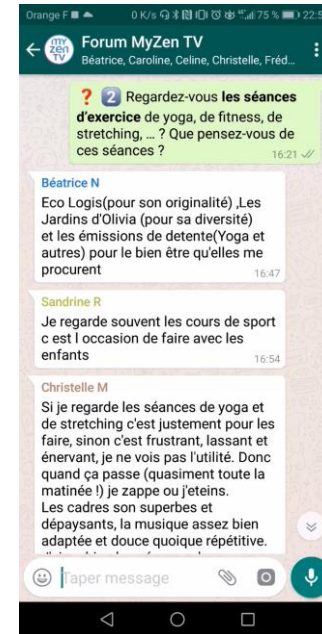 Orange F 0 K/s 75 % 22:5
my
zen
TV
Forum MyZen TV
Béatrice, Caroline, Celine, Christelle, Fréd...
❓ 2️⃣ Regardez-vous les séances
d'exercice de yoga, de fitness, de
stretching, ... ? Que pensez-vous de
ces séances ?
16:21
Béatrice N
Eco Logis(pour son originalité) ,Les
Jardins d'Olivia (pour sa diversité)
et les émissions de detente(Yoga et
autres) pour le bien être qu'elles me
procurent
16:47
Sandrine R
Je regarde souvent les cours de sport
c est l occasion de faire avec les
enfants
16:54
Christelle M
Si je regarde les séances de yoga et
de stretching c'est justement pour les
faire, sinon c'est frustrant, lassant et
énervant, je ne vois pas l'utilité. Donc
quand ça passe (quasiment toute la
matinée !) je zappe ou j'eteins.
Les cadres son superbes et
dépaysants, la musique assez bien
adaptée et douce quoique répétitive.
Taper message